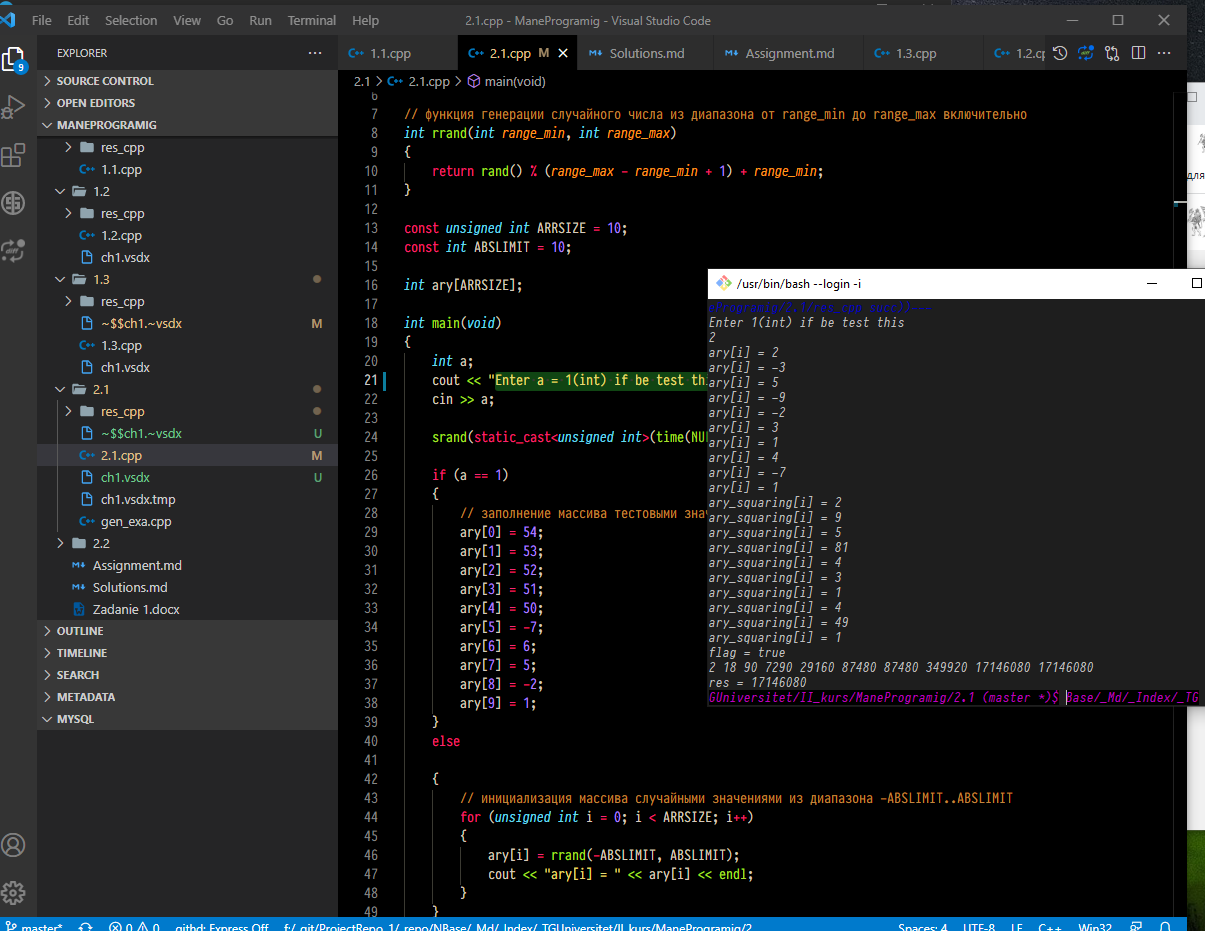 File Edit Selection View Go Run Terminal Help 2.1.cpp - ManeProgramig - Visual Studio Code
EXPLORER
1.1.cpp 2.1.cpp M Solutions.md Assignment.md 1.3.cpp 1.2.cp
9
SOURCE CONTROL
OPEN EDITORS
MANEPROGRAMIG
res_cpp
1.1.cpp
1.2
res_cpp
1.2.cpp
ch1.vsdx
1.3
res_cpp
~$$ch1.~vsdx M
1.3.cpp
ch1.vsdx
2.1
res_cpp
~$$ch1.~vsdx U
2.1.cpp M
ch1.vsdx U
ch1.vsdx.tmp
gen_exa.cpp
2.2
Assignment.md
Solutions.md
Zadanie 1.docx
OUTLINE
TIMELINE
SEARCH
METADATA
MYSQL
2.1 > 2.1.cpp > main(void)
6
7 // функция генерации случайного числа из диапазона от range_min до range_max включительно
8 int rrand(int range_min, int range_max)
9 {
10 return rand() % (range_max - range_min + 1) + range_min;
11 }
12
13 const unsigned int ARRSIZE = 10;
14 const int ABSLIMIT = 10;
15
16 int ary[ARRSIZE];
17
18 int main(void)
19 {
20 int a;
21 cout << "Enter a = 1(int) if be test thi
22 cin >> a;
23
24 srand(static_cast<unsigned int>(time(NU
25
26 if (a == 1)
27 {
28 // заполнение массива тестовыми знач
29 ary[0] = 54;
30 ary[1] = 53;
31 ary[2] = 52;
32 ary[3] = 51;
33 ary[4] = 50;
34 ary[5] = -7;
35 ary[6] = 6;
36 ary[7] = 5;
37 ary[8] = -2;
38 ary[9] = 1;
39 }
40 else
41
42 {
43 // инициализация массива случайными значениями из диапазона -ABSLIMIT..ABSLIMIT
44 for (unsigned int i = 0; i < ARRSIZE; i++)
45 {
46 ary[i] = rrand(-ABSLIMIT, ABSLIMIT);
47 cout << "ary[i] = " << ary[i] << endl;
48 }
49 }
/usr/bin/bash --login -i
Enter 1(int) if be test this
2
ary[i] = 2
ary[i] = -3
ary[i] = 5
ary[i] = -9
ary[i] = -2
ary[i] = 3
ary[i] = 1
ary[i] = 4
ary[i] = -7
ary[i] = 1
ary_squaring[i] = 2
ary_squaring[i] = 9
ary_squaring[i] = 5
ary_squaring[i] = 81
ary_squaring[i] = 4
ary_squaring[i] = 3
ary_squaring[i] = 1
ary_squaring[i] = 4
ary_squaring[i] = 49
ary_squaring[i] = 1
flag = true
2 18 90 7290 29160 87480 87480 349920 17146080 17146080
res = 17146080
GUniversitet/II_kurs/ManeProgramig/2.1 (master *)$ Base/_Md/_Index/_TG
для
master* 0 0 githd: Express Off f:/_git/ProjectRepo_1/_repo/NBase/_Md/_Index/_TGUniversitet/II_kurs/ManeProgramig/2 Spaces: 4 UTF-8 LF C++ Win32